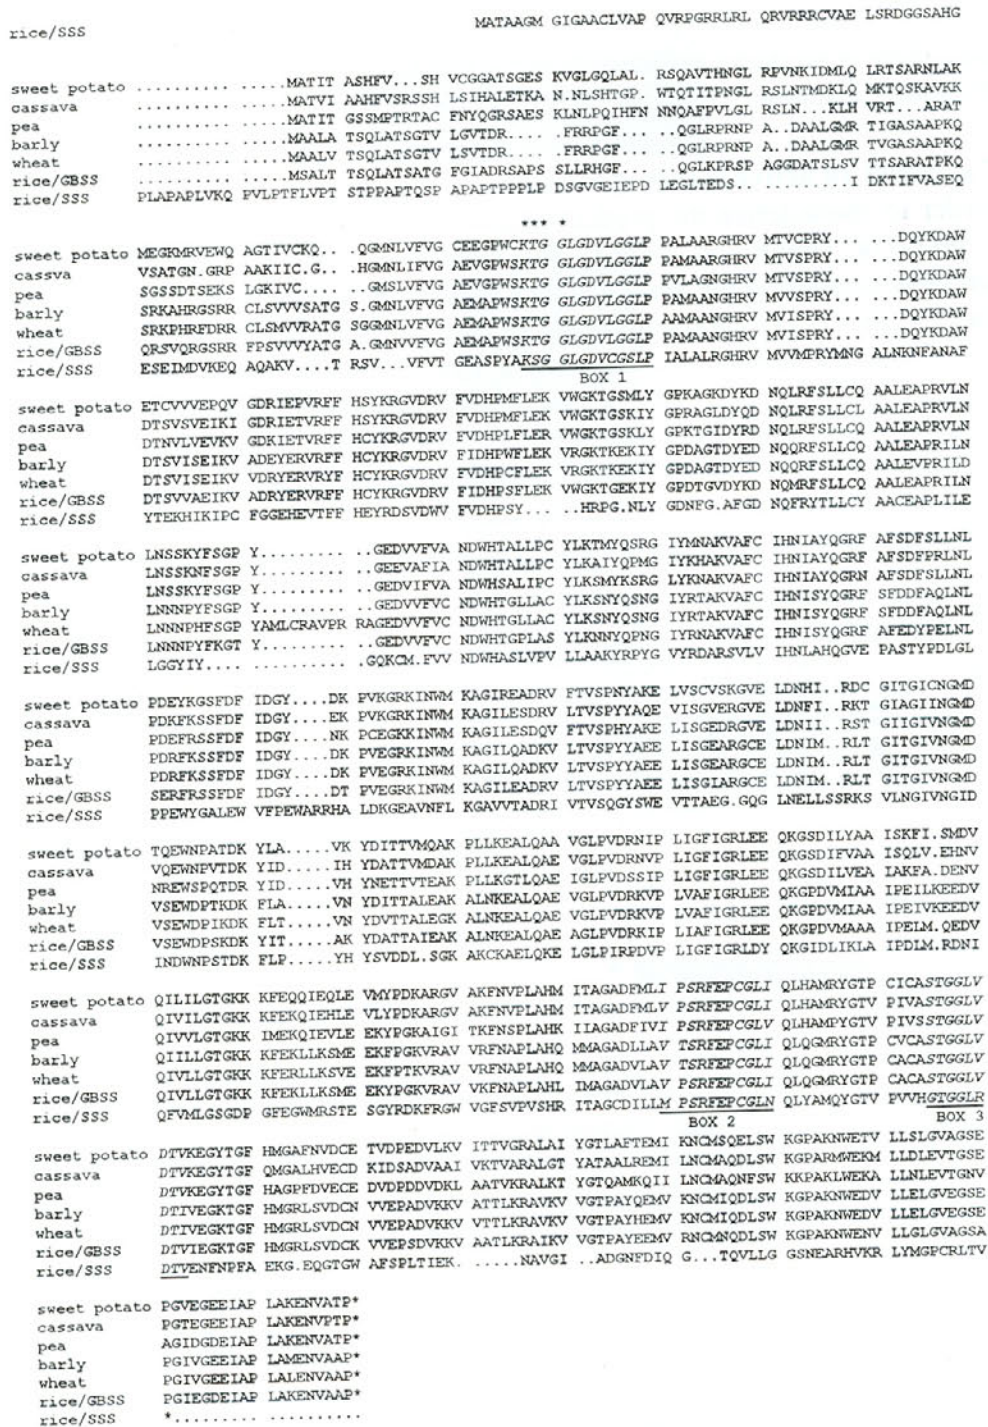 MATAAGM GIGAACLVAP QVRPGRRLRL QRVRRRCVAE LSRDGGSAHG
rice/SSS
sweet potato .......... .....MATIT ASHFV...SH VCGGATSGES KVGLGQLAL. RSQAVTHNGL RPVNKIDMLQ LRTSARNLAK
cassava .......... .....MATVI AAHFVSRSSH LSIHALETKA N.NLSHTGP. WTQTITPNGL RSLNTMDKLQ MKTQSKAVKK
pea .......... .....MATIT GSSMPTRTAC FNYQGRSAES KLNLPQIHFN NNQAFPVLGL RSLN...KLH VRT..ARAT
barly .......... .....MAALA TSQLATSGTV LGVTDR.... .FRRPGF... .QGLRPRNP A..DAALGMR TIGASAAPKQ
wheat .......... .....MAALV TSQLATSGTV LSVTDR.... .FRRPGF... .QGLRPRNP A..DAALGMR TVGASAAPKQ
rice/GBSS .......... .....MSALT TSQLATSATG FGIADRSAPS SLLRHGF... .QGLKPRSP AGGDATSLSV TTSARATPKQ
rice/SSS PLAPAPLVKQ PVLPTFLVPT STPPAPTQSP APAPTPPPLP DSGVGEIEPD LEGLTEDS.. .........I DKTIFVASEQ
*** *
sweet potato MEGKMRVEWQ AGTIVCKQ.. .QGMNLVFVG CEEGPWCKTG GLGDVLGGLP PALAARGHRV MTVCPRY... ...DQYKDAW
cassva VSATGN.GRP AAKIIC.G.. .HGMNLIFVG AEVGPWSKTG GLGDVLGGLP PAMAARGHRV MTVSPRY... ...DQYKDAW
pea SGSSDTSEKS LGKIVC.... ..GMSLVFVG AEVGPWSKTG GLGDVLGGLP PVLAGNGHRV MTVSPRY... ...DQYKDAW
barly SRKAHRGSRR CLSVVVSATG S.GMNLVFVG AEMAPWSKTG GLGDVLGGLP PAMAANGHRV MVVSPRY... ...DQYKDAW
wheat SRKPHRFDRR CLSMVVRATG SGGMNLVFVG AEMAPWSKTG GLGDVLGGLP AAMAANGHRV MVISPRY... ...DQYKDAW
rice/GBSS QRSVQRGSRR FPSVVVYATG A.GMNVVFVG AEMAPWSKTG GLGDVLGGLP PAMAANGHRV MVISPRY... ...DQYKDAW
rice/SSS ESEIMDVKEQ AQAKV....T RSV...VFVT GEASPYAKSG GLGDVCGSLP IALALRGHRV MVVMPRYMNG ALNKNFANAF
BOX 1
sweet potato ETCVVVEPQV GDRIEPVRFF HSYKRGVDRV FVDHPMFLEK VWGKTGSMLY GPKAGKDYKD NQLRFSLLCQ AALEAPRVLN
cassava DTSVSVEIKI GDRIETVRFF HSYKRGVDRV FVDHPMFLEK VWGKTGSKIY GPRAGLDYQD NQLRFSLLCL AALEAPRVLN
pea DTNVLVEVKV GDKIETVRFF HCYKRGVDRV FVDHPLFLER VWGKTGSKLY GPKTGIDYRD NQLRFSLLCQ AALEAPRVLN
barly DTSVISEIKV ADEYERVRFF HCYKRGVDRV FIDHPWFLEK VRGKTKEKIY GPDAGTDYED NQQRFSLLCQ AALEAPRILN
wheat DTSVISEIKV VDRYERVRYF HCYKRGVDRV FVDHPCFLEK VRGKTKEKIY GPDAGTDYED NQQRFSLLCQ AALEVPRILD
rice/GBSS DTSVVAEIKV ADRYERVRFF HCYKRGVDRV FIDHPSFLEK VWGKTGEKIY GPDTGVDYKD NQMRFSLLCQ AALEAPRILN
rice/SSS YTEKHIKIPC FGGEHEVTFF HEYRDSVDWV FVDHPSY... .HRPG.NLYG DNFG.AFGD NQFRYTLLCY AACEAPLILE
sweet potato LNSSKYFSGP Y......... ...GEDVVFVA NDWHTALLPC YLKTMYQSRG IYMNAKVAFC IHNIAYQGRF AFSDFSLLNL
cassava LNSSKNFSGP Y......... ...GEEVAFIA NDWHTALLPC YLKAIYQPMG IYKHAKVAFC IHNIAYQGRF AFSDFPRLNL
pea LNSSKYFSGP Y......... ...GEDVIFVA NDWHSALIPC YLKSMYKSRG LYKNAKVAFC IHNIAYQGRN AFSDFSLLNL
barly LNNNPYFSGP Y......... ...GEDVVFVC NDWHTGLLAC YLKSNYQSNG IYRTAKVAFC IHNISYQGRF SFDDFAQLNL
wheat LNNNPHFSGP YAMLCRAVPR RAGEDVVFVC NDWHTGLLAC YLKSNYQSNG IYRTAKVAFC IHNISYQGRF SFDDFAQLNL
rice/GBSS LNNNPYFKGT Y......... ...GEDVVFVC NDWHTGPLAS YLKNNYQPNG IYRNAKVAFC IHNISYQGRF AFEDYPELNL
rice/SSS LGGYIY.... .......... ..GQKCM.FVV NDWHASLVPV LLAAKYRPYG VYRDARSVLV IHNLAHQGVE PASTYPDLGL
sweet potato PDEYKGSFDF IDGY....DK PVKGRKINWM KAGIREADRV FTVSPNYAKE LVSCVSKGVE LDNHI..RDC GITGICNGMD
cassava PDKFKSSFDF IDGY....EK PVKGRKINWM KAGILESDRV LTVSPYYAQE VISGVERGVE LDNFI..RKT GIAGIINGMD
pea PDEFRSSFDF IDGY....NK PCEGKKINWM KAGILESDQV FTVSPHYAKE LISGEDRGVE LDNII..RST GIIGIVNGMD
barly PDRFKSSFDF IDGY....DK PVEGRKINWM KAGILQADKV LTVSPYYAEE LISGEARGCE LDNIM..RLT GITGIVNGMD
wheat PDRFKSSFDF IDGY....DK PVEGRKINWM KAGILQADKV LTVSPYYAEE LISGEARGCE LDNIM..RLT GITGIVNGMD
rice/GBSS SERFRSSFDF IDGY....DT PVEGRKINWM KAGILEADRV LTVSPYYAEE LISGIARGCE LDNIM..RLT GITGIVNGMD
rice/SSS PPEWYGALEW VFPEWARRHA LDKGEAVNFL KGAVVTADRI VTVSQGYSWE VTTAEG.GQG LNELLSSRKS VLNGIVNGID
sweet potato TQEWNPATDK YLA.....VK YDITTVMQAK PLLKEALQAA VGLPVDRNIP LIGFIGRLEE QKGSDILYAA ISKFI.SMDV
cassava VQEWNPVTDK YID.....IH YDATTVMDAK PLLKEALQAE VGLPVDRNVP LIGFIGRLEE QKGSDIFVAA ISQLV.EHNV
pea NREWSPQTDR YID.....VH YNETTVTEAK PLLKGTLQAE IGLPVDSSIP LIGFIGRLEE QKGSDILVEA IAKFA.DENV
barly VSEWDPTKDK FLA.....VN YDITTALEAK ALNKEALQAE VGLPVDRKVP LVAFIGRLEE QKGPDVMIAA IPEILKEEDV
wheat VSEWDPIKDK FLT.....VN YDVTTALEGK ALNKEALQAE VGLPVDRKVP LVAFIGRLEE QKGPDVMAAA IPEIVKEEDV
rice/GBSS VSEWDPSKDK YIT.....AK YDATTAIEAK ALNKEALQAE AGLPVDRKIP LIAFIGRLEE QKGPDVMAAA IPELM.QEDV
rice/SSS INDWNPSTDK FLP.....YH YSVDDL.SGK AKCKAELQKE LGLPIRPDVP LIGFIGRLDY QKGIDLIKLA IPDLM.RDNI
sweet potato QILILGTGKK KFEQQIEQLE VMYPDKARGV AKFNVPLAHM ITAGADFMLI PSRFEPCGLI QLHAMRYGTP CICASTGGLV
cassava QIVILGTGKK KFEKQIEHLE VLYPDKARGV AKFNVPLAHM ITAGADFMLV PSRFEPCGLI QLHAMRYGTV PIVASTGGLV
pea QIVVLGTGKK IMEKQIEVLE EKYPGKAIGI TKFNSPLAHK IIAGADFIVI PSRFEPCGLV QLHAMPYGTV PIVSSTGGLV
barly QIILLGTGKK KFEKLLKSME EKFPGKVRAV VRFNAPLAHQ MMAGADLLAV TSRFEPCGLI QLQGMRYGTP CVCASTGGLV
wheat QIVLLGTGKK KFERLLKSVE EKFPTKVRAV VRFNAPLAHQ MMAGADVLAV TSRFEPCGLI QLQGMRYGTP CACASTGGLV
rice/GBSS QIVLLGTGKK KFEKLLKSME EKYPGKVRAV VKFNAPLAHL IMAGADVLAV PSRFEPCGLI QLQGMRYGTP CACASTGGLV
rice/SSS QFVMLGSGDP GFEGWMRSTE SGYRDKFRGW VGFSVPVSHR ITAGCDILLM PSRFEPCGLN QLYAMQYGTV PVVHGTGGLR
BOX 2 BOX 3
sweet potato DTVKEGYTGF HMGAFNVDCE TVDPEDVLKV ITTVGRALAI YGTLAFTEMI KNCMSQELSW KGPAKNWETV LLSLGVAGSE
cassava DTVKEGYTGF QMGALHVECD KIDSADVAAI VKTVARALGT YATAALREMI LNCMAQDLSW KGPARMWEKM LLDLEVTGSE
pea DTVKEGYTGF HAGPFDVECE DVDPDDVDKL AATVKRALKT YGTQAMKQII LNCMAQNFSW KKPAKLWEKA LLNLEVTGNV
barly DTIVEGKTGF HMGRLSVDCN VVEPADVKKV ATTLKRAVKV VGTPAYQEMV KNCMIQDLSW KGPAKNWEDV LLELGVEGSE
wheat DTIVEGKTGF HMGRLSVDCN VVEPADVKKV VTTLKRAVKV VGTPAYHEMV KNCMIQDLSW KGPAKNWEDV LLELGVEGSE
rice/GBSS DTVIEGKTGF HMGRLSVDCK VVEPSDVKKV AATLKRAIKV VGTPAYEEMV RNCMNQDLSW KGPAKNWENV LLGLGVAGSA
rice/SSS DTVENFNPFA EKG.EQGTGW AFSPLTIEK. .....NAVGI ..ADGNFDIQ G...TQVLLG GSNEARHVKR LYMGPCRLTV
sweet potato PGVEGEEIAP LAKENVATP*
cassava PGTEGEEIAP LAKENVPTP*
pea AGIDGDEIAP LAKENVATP*
barly PGIVGEEIAP LAMENVAAP*
wheat PGIVGEEIAP LALENVAAP*
rice/GBSS PGIEGDEIAP LAKENVAAP*
rice/SSS *......... ..........